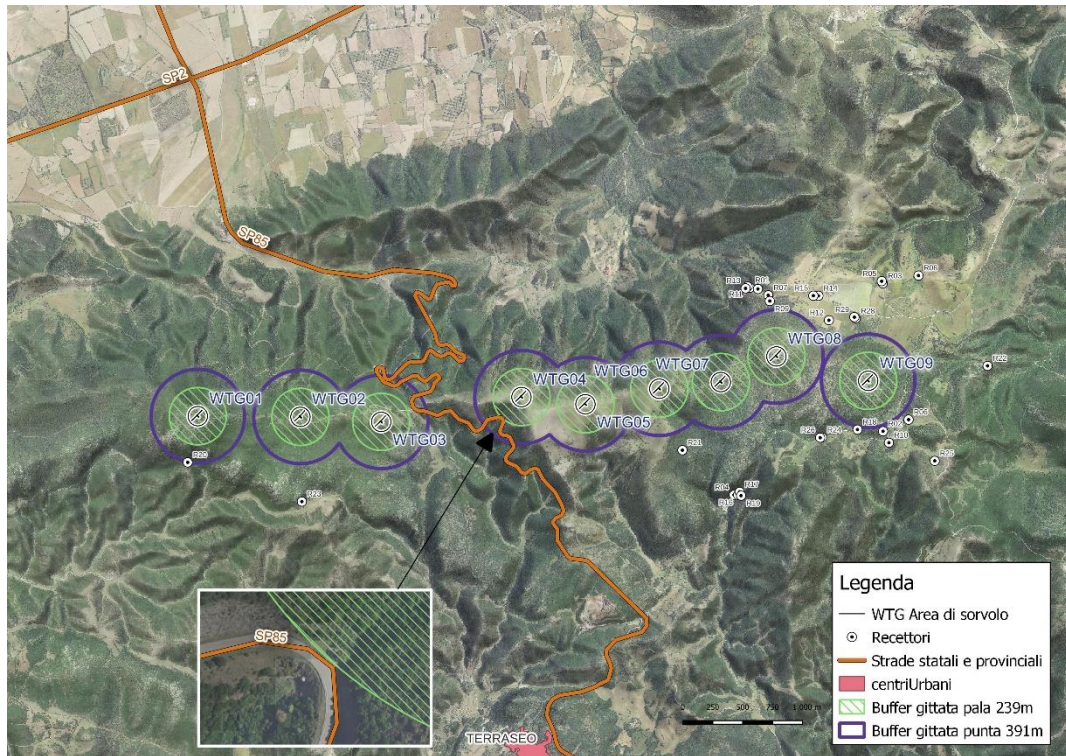 SP2
SP85
R13
R01
R11
R07
R09
R15
R14
R05
R03
R08
R12
R29
R28
R22
WTG01
WTG02
WTG03
WTG04
WTG05
WTG06
WTG07
WTG08
WTG09
R20
R23
R21
R26
R24
R02
R06
R10
R25
R04
R17
R19
SP85
TERRASEO
Legenda
WTG Area di sorvolo
Recettori
Strade statali e provinciali
centriUrbani
Buffer gittata pala 239m
Buffer gittata punta 391m
0 250 500 750 1.000 m